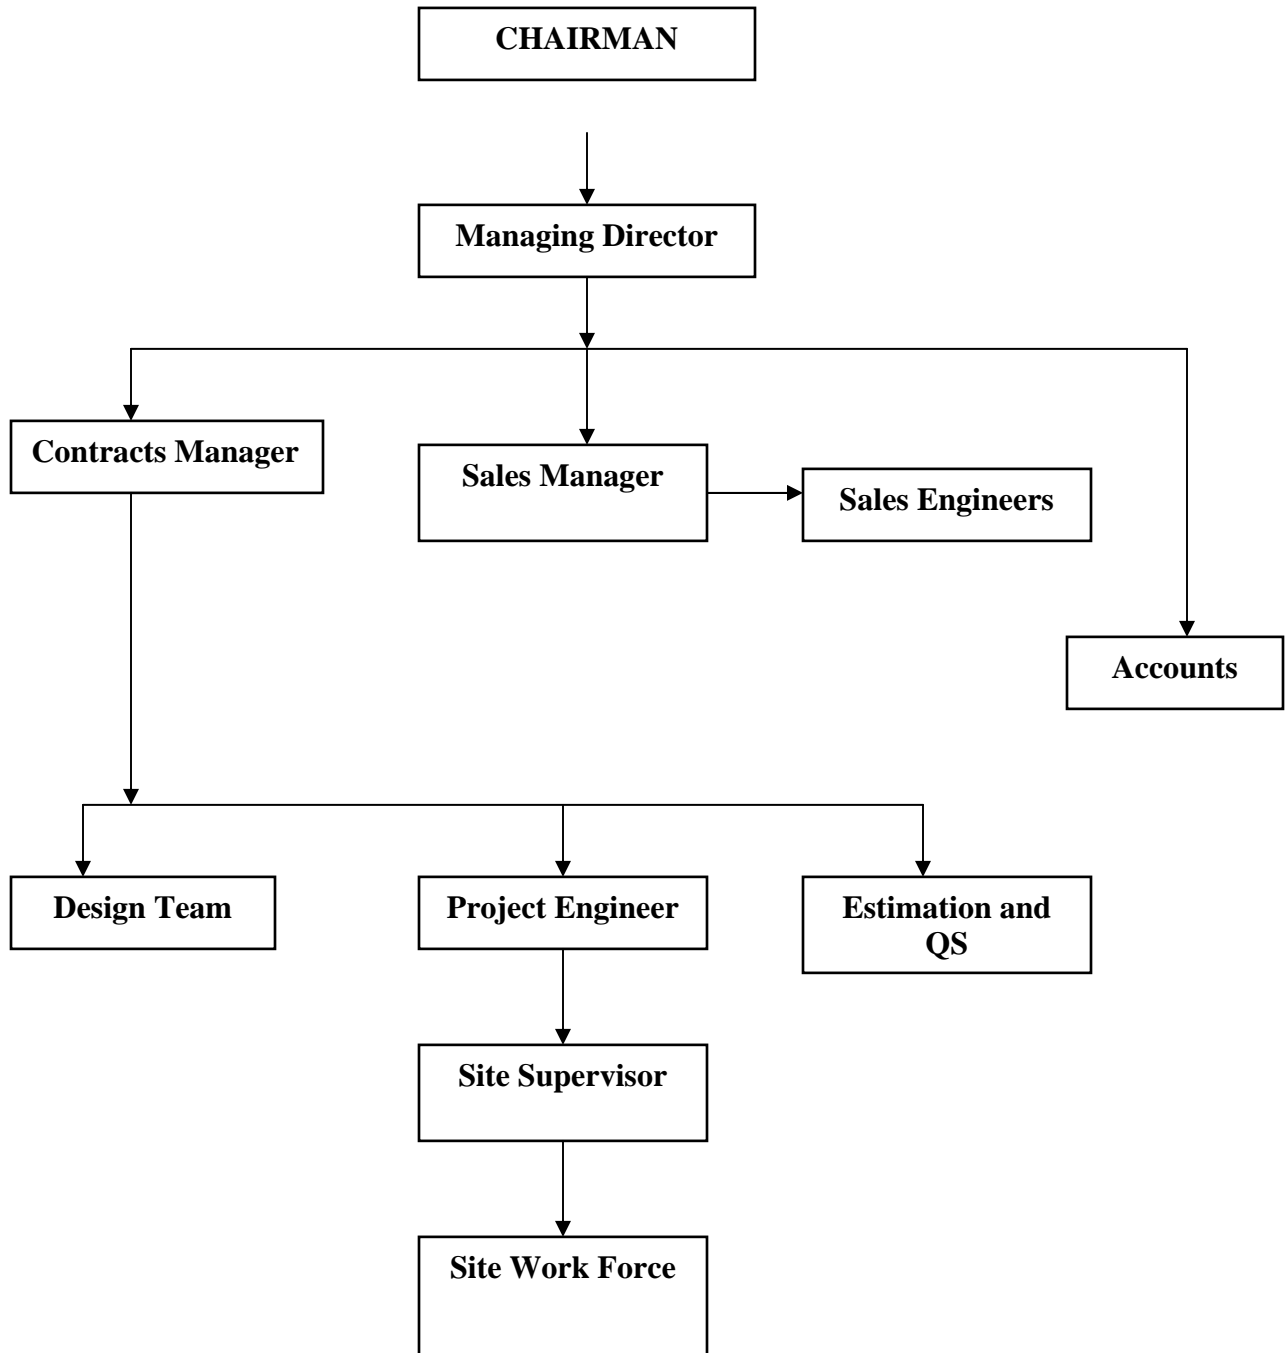 CHAIRMAN
Managing Director
Contracts Manager
Sales Manager
Sales Engineers
Accounts
Design Team
Project Engineer
Estimation and
QS
Site Supervisor
Site Work Force